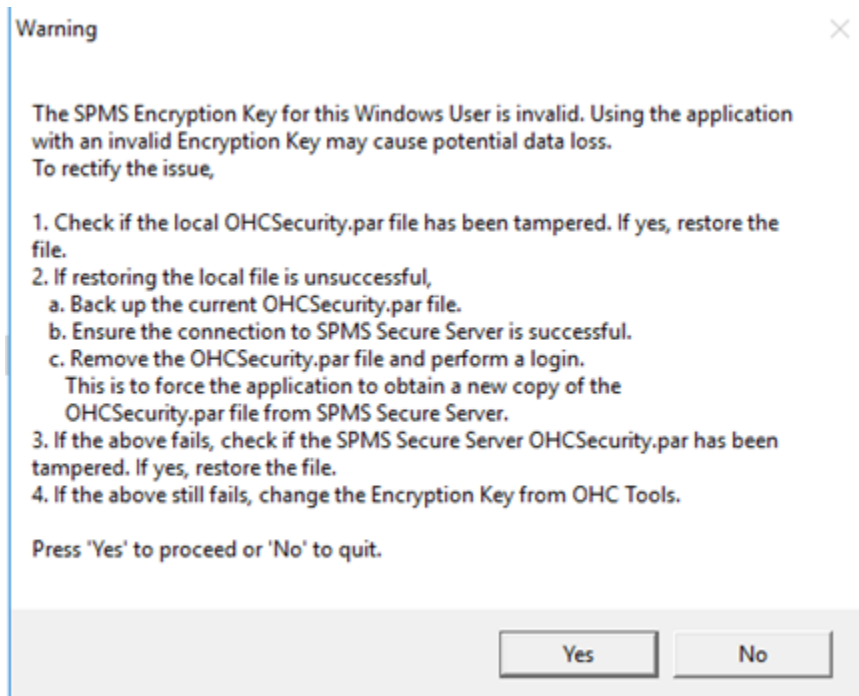 Warning
The SPMS Encryption Key for this Windows User is invalid. Using the application
with an invalid Encryption Key may cause potential data loss.
To rectify the issue,
1. Check if the local OHCSecurity.par file has been tampered. If yes, restore the
file.
2. If restoring the local file is unsuccessful,
a. Back up the current OHCSecurity.par file.
b. Ensure the connection to SPMS Secure Server is successful.
c. Remove the OHCSecurity.par file and perform a login.
This is to force the application to obtain a new copy of the
OHCSecurity.par file from SPMS Secure Server.
3. If the above fails, check if the SPMS Secure Server OHCSecurity.par has been
tampered. If yes, restore the file.
4. If the above still fails, change the Encryption Key from OHC Tools.
Press 'Yes' to proceed or 'No' to quit.
Yes No